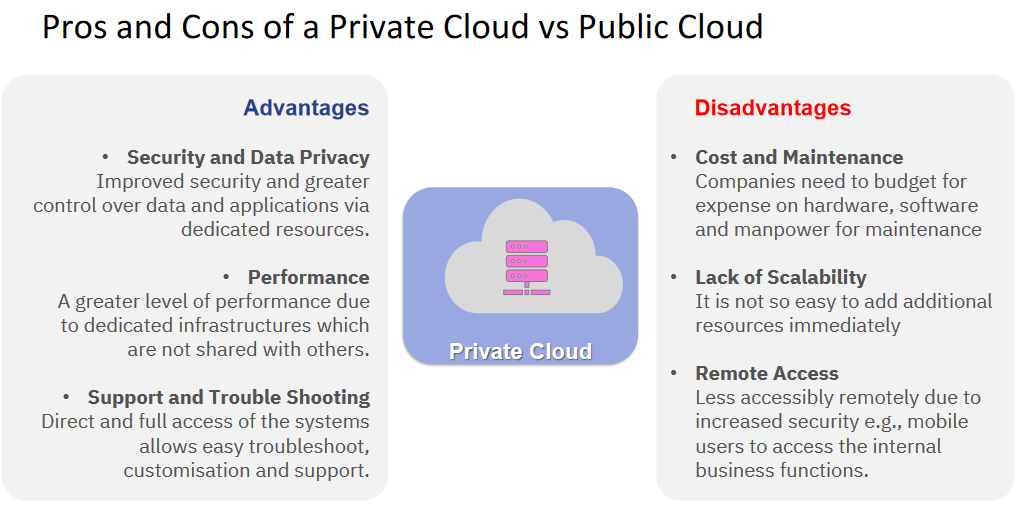 Pros and Cons of a Private Cloud vs Public Cloud
Advantages
• Security and Data Privacy
Improved security and greater
control over data and applications via
dedicated resources.
• Performance
A greater level of performance due
to dedicated infrastructures which
are not shared with others.
• Support and Trouble Shooting
Direct and full access of the systems
allows easy troubleshoot,
customisation and support.
Private Cloud
Disadvantages
• Cost and Maintenance
Companies need to budget for
expense on hardware, software
and manpower for maintenance
• Lack of Scalability
It is not so easy to add additional
resources immediately
• Remote Access
Less accessibly remotely due to
increased security e.g., mobile
users to access the internal
business functions.